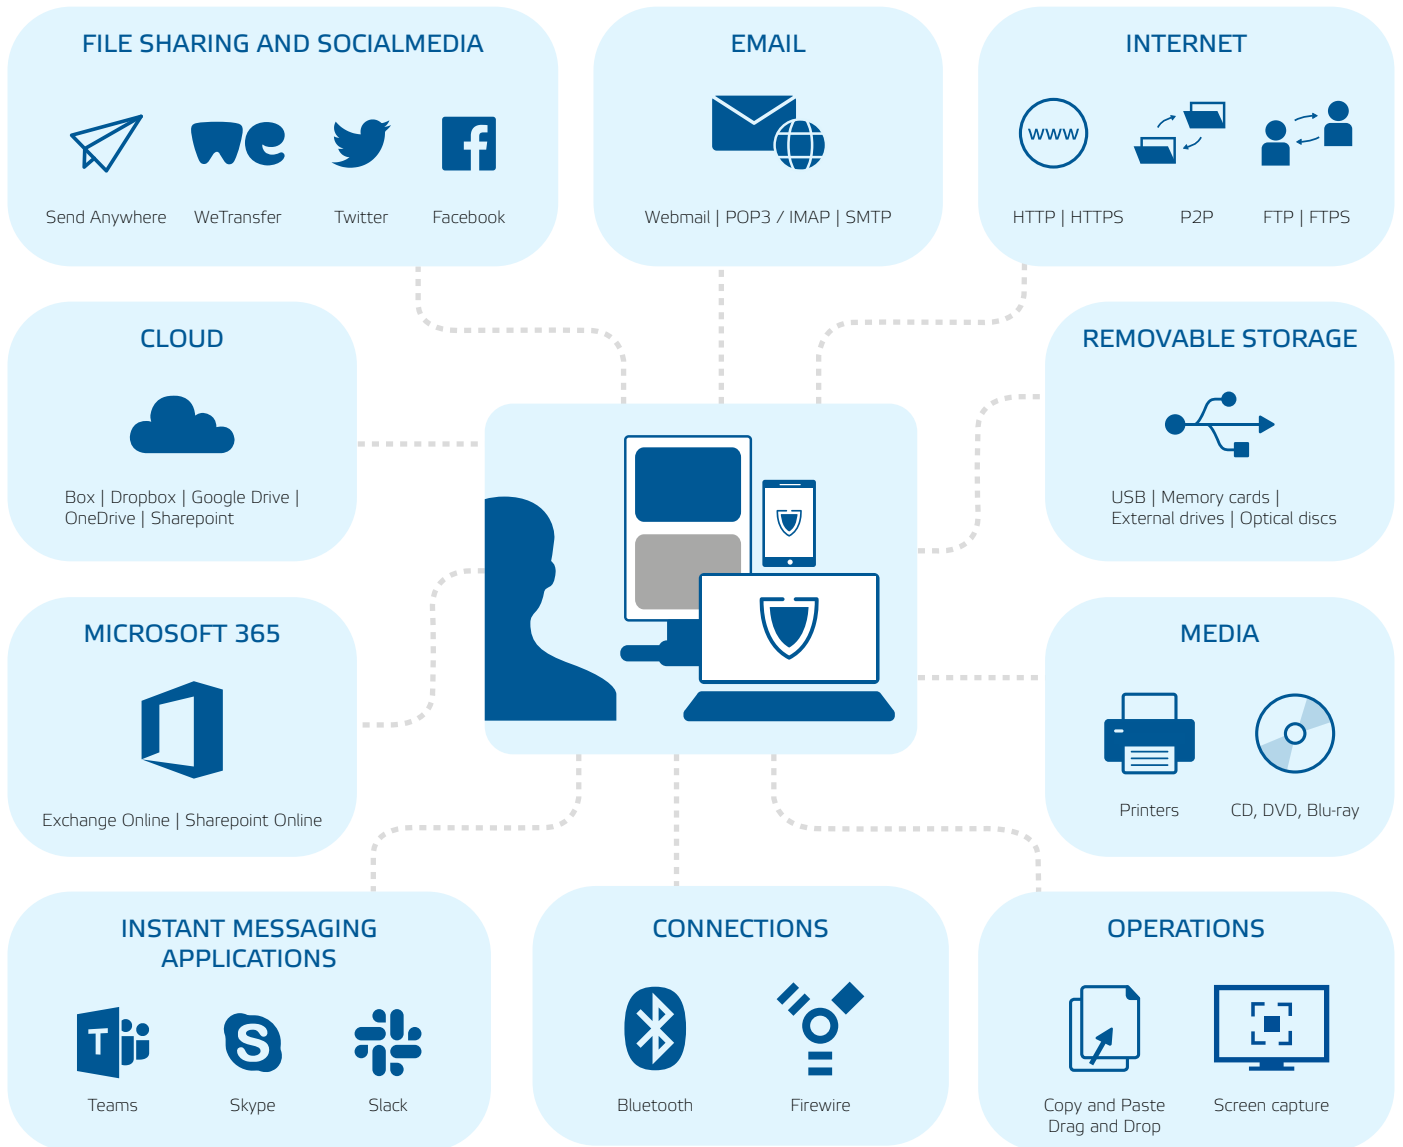 FILE SHARING AND SOCIALMEDIA
Send Anywhere
WeTransfer
Twitter
Facebook
EMAIL
Webmail | POP3 / IMAP | SMTP
INTERNET
www
HTTP | HTTPS
P2P
FTP | FTPS
CLOUD
Box | Dropbox | Google Drive |
OneDrive | Sharepoint
REMOVABLE STORAGE
USB | Memory cards |
External drives | Optical discs
MICROSOFT 365
Exchange Online | Sharepoint Online
MEDIA
Printers
CD, DVD, Blu-ray
INSTANT MESSAGING
APPLICATIONS
T
Teams
S
Skype
Slack
CONNECTIONS
Bluetooth
Firewire
OPERATIONS
Copy and Paste
Drag and Drop
Screen capture